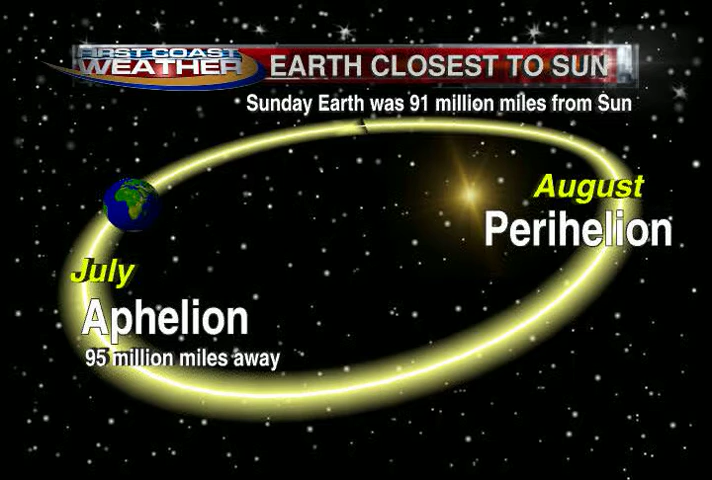 FIRST COAST
WEATHER
EARTH CLOSEST TO SUN
Sunday Earth was 91 million miles from Sun
August
Perihelion
July
Aphelion
95 million miles away